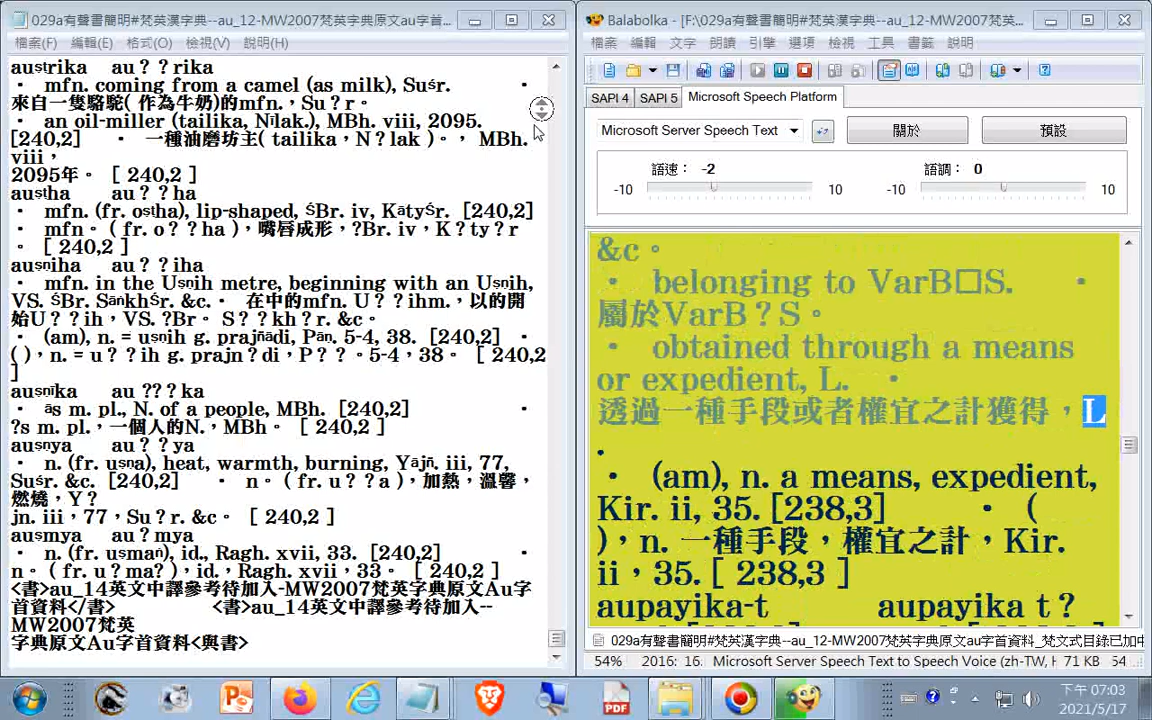 029a有聲書簡明#梵英漢字典--au_12-MW2007梵英字典原文au字首
檔案(F) 編輯(E) 格式(O) 檢視(V) 說明(H)
auṣṭrika au？？rika
‧ mfn. coming from a camel (as milk), Suśr. ‧
來自一隻駱駝( 作為牛奶)的mfn.，Su？r。
‧ an oil-miller (tailika, Nīlak.), MBh. viii, 2095.
[240,2] ‧ 一種油磨坊主( tailika，N？lak )。， MBh.
viii，
2095年。 [ 240,2 ]
auṣṭha au？？ha
‧ mfn. (fr. oṣṭha), lip-shaped, ŚBr. iv, KātyŚr. [240,2]
‧ mfn。( fr. o？？ha )，嘴唇成形，?Br. iv，K？ty？r
。 [ 240,2 ]
auṣṇiha au？？iha
‧ mfn. in the Uṣṇih metre, beginning with an Uṣṇih,
VS. ŚBr. SāṅkhŚr. &c. ‧ 在中的mfn. U？？ihm.，以的開
始U？？ih，VS. ?Br。 S？？kh？r. &c。
‧ (am), n. = uṣṇih g. prajñādi, Pāṇ. 5-4, 38. [240,2]
( )，n. = u？？ih g. prajn？di，P？？。5-4，38。 [ 240,2
]
auṣṇīka au ???ka
‧ ās m. pl., N. of a people, MBh. [240,2] ‧
?s m. pl.，一個人的N.，MBh。 [ 240,2 ]
auṣṇya au？？ya
‧ n. (fr. uṣṇa), heat, warmth, burning, Yājñ. iii, 77,
Suśr. &c. [240,2] ‧ n。( fr. u？？a )，加熱，溫馨，
燃燒，Y？
jn. iii，77，Su？r. &c。 [ 240,2 ]
auṣmya au？mya
‧ n. (fr. uṣman), id., Ragh. xvii, 33. [240,2] ‧
n。( fr. u？ma?)，id.，Ragh. xvii，33。 [ 240,2 ]
<書>au_14英文中譯參考待加入-MW2007梵英字典原文Au字
首資料</書> <書>au_14英文中譯參考待加入--
MW2007梵英
字典原文Au字首資料<與書>
Balabolka - [F:\029a有聲書簡明#梵英漢字典--au_12-MW2007梵英...
檔案 編輯 文字 朗讀 引擎 選項 檢視 工具 書籤 說明
SAPI 4 SAPI 5 Microsoft Speech Platform
Microsoft Server Speech Text 關於 預設
語速： -2 語調： 0
-10 10 -10 10
&c。
‧ belonging to VarB□S. ‧
屬於VarB？S。
‧ obtained through a means
or expedient, L. ‧
透過一種手段或者權宜之計獲得，L
.
‧ (am), n. a means, expedient,
Kir. ii, 35. [238,3] ‧ (
)，n. 一種手段，權宜之計，Kir.
ii，35. [ 238,3 ]
aupayika-t aupayika t？
029a有聲書簡明#梵英漢字典--au_12-MW2007梵英字典原文au字首資料_梵文式目錄已加中
54% 2016: 16. Microsoft Server Speech Text to Speech Voice (zh-TW, H 71 KB 54
PDF
下午 07:03
2021/5/17